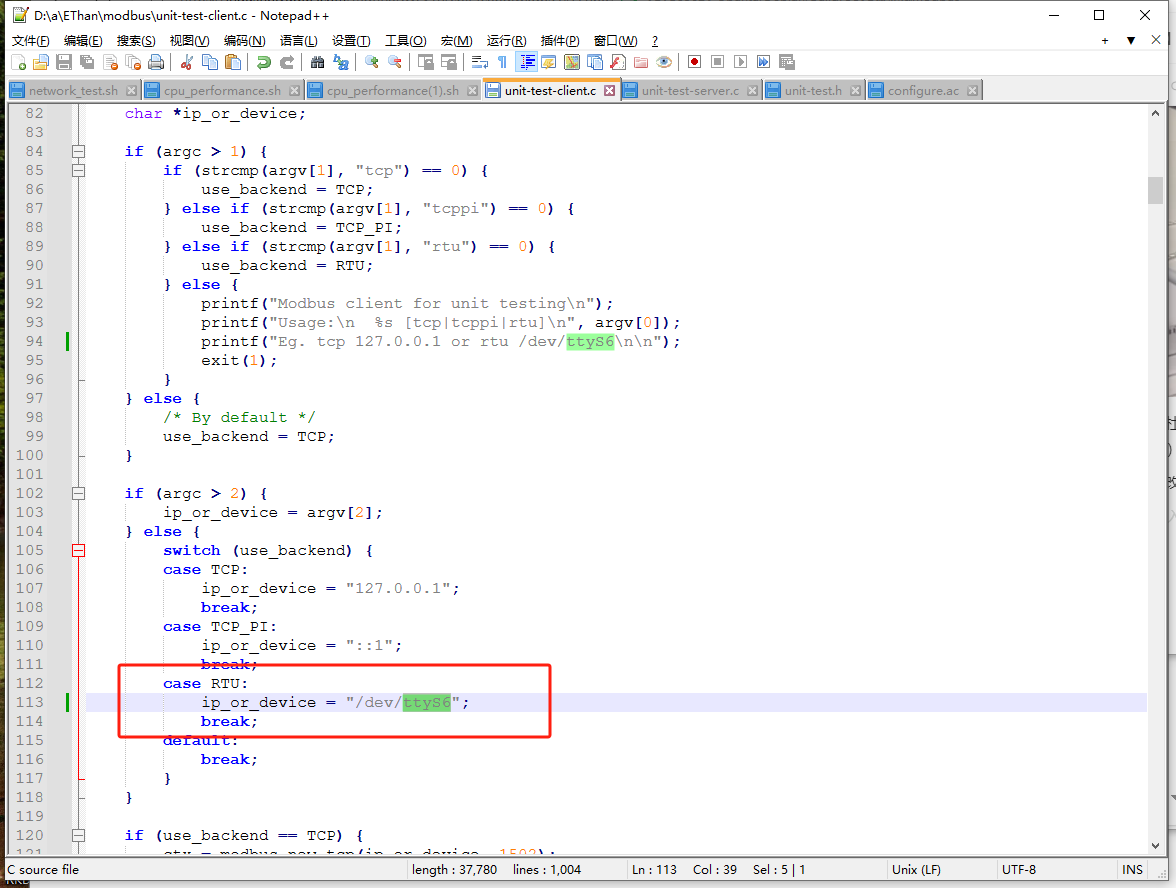 D:\a\EThan\modbus\unit-test-client.c - Notepad++
文件(F) 编辑(E) 搜索(S) 视图(V) 编码(N) 语言(L) 设置(T) 工具(O) 宏(M) 运行(R) 插件(P) 窗口(W) ?
network_test.sh cpu_performance.sh cpu_performance(1).sh unit-test-client.c unit-test-server.c unit-test.h configure.ac
82 char *ip_or_device;
83
84 if (argc > 1) {
85 if (strcmp(argv[1], "tcp") == 0) {
86 use_backend = TCP;
87 } else if (strcmp(argv[1], "tcppi") == 0) {
88 use_backend = TCP_PI;
89 } else if (strcmp(argv[1], "rtu") == 0) {
90 use_backend = RTU;
91 } else {
92 printf("Modbus client for unit testing\n");
93 printf("Usage:\n  %s [tcp|tcppi|rtu]\n", argv[0]);
94 printf("Eg. tcp 127.0.0.1 or rtu /dev/ttyS6\n\n");
95 exit(1);
96 }
97 } else {
98 /* By default */
99 use_backend = TCP;
100 }
101
102 if (argc > 2) {
103 ip_or_device = argv[2];
104 } else {
105 switch (use_backend) {
106 case TCP:
107 ip_or_device = "127.0.0.1";
108 break;
109 case TCP_PI:
110 ip_or_device = "::1";
111 break;
112 case RTU:
113 ip_or_device = "/dev/ttyS6";
114 break;
115 default:
116 break;
117 }
118 }
119
120 if (use_backend == TCP) {
121 ctx = modbus_new_tcp(ip_or_device, 1502);
C source file length : 37,780 lines : 1,004 Ln : 113 Col : 39 Sel : 5 | 1 Unix (LF) UTF-8 INS